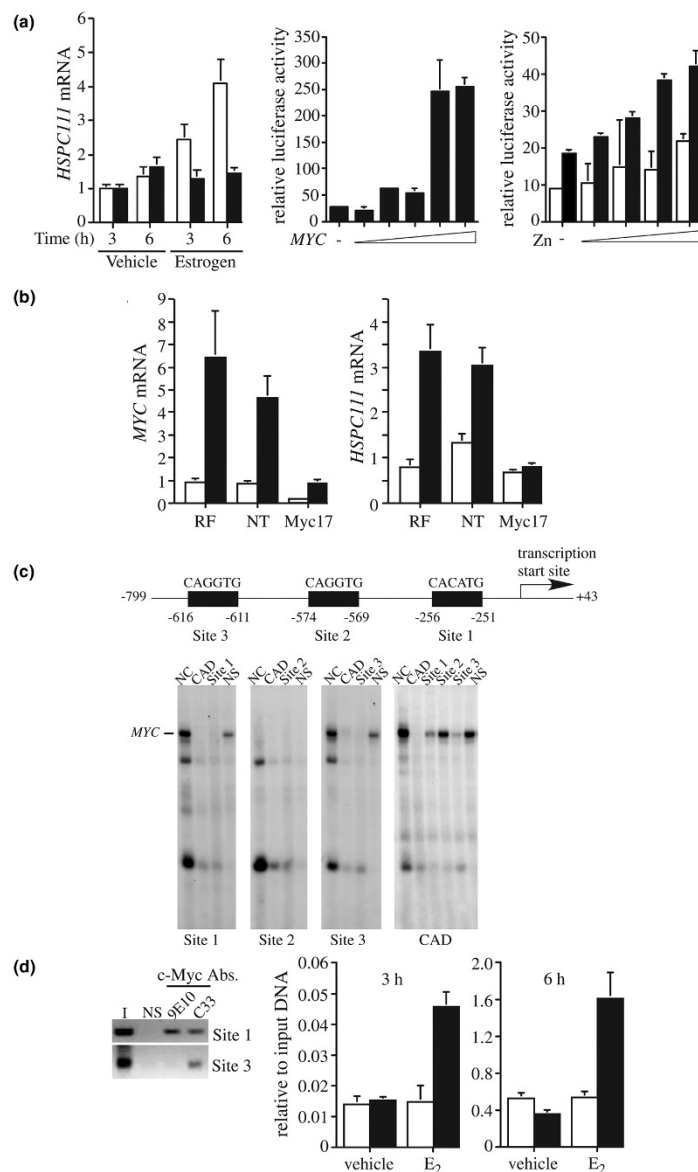 (a)
HSPC111 mRNA
6
5
4
3
2
1
0
Time (h) 3 6 3 6
Vehicle Estrogen
relative luciferase activity
350
300
250
200
150
100
50
0
MYC -
relative luciferase activity
50
40
30
20
10
0
Zn -
(b)
MYC mRNA
9
8
7
6
5
4
3
2
1
0
RF NT Myc17
HSPC111 mRNA
4
3
2
1
0
RF NT Myc17
(c)
transcription
start site
CAGGTG CAGGTG CACATG
-799 +43
-616 -611 -574 -569 -256 -251
Site 3 Site 2 Site 1
NC CAD Site 1 NS
NC CAD Site 2 NS
NC CAD Site 3 NS
NC CAD Site 1 Site 2 Site 3 NS
MYC
Site 1 Site 2 Site 3 CAD
(d)
c-Myc Abs.
I NS 9E10 C33
Site 1
Site 3
relative to input DNA
0.06
0.05
0.04
0.03
0.02
0.01
0
3 h
vehicle E2
2.0
1.6
1.2
0.8
0.4
0
6 h
vehicle E2